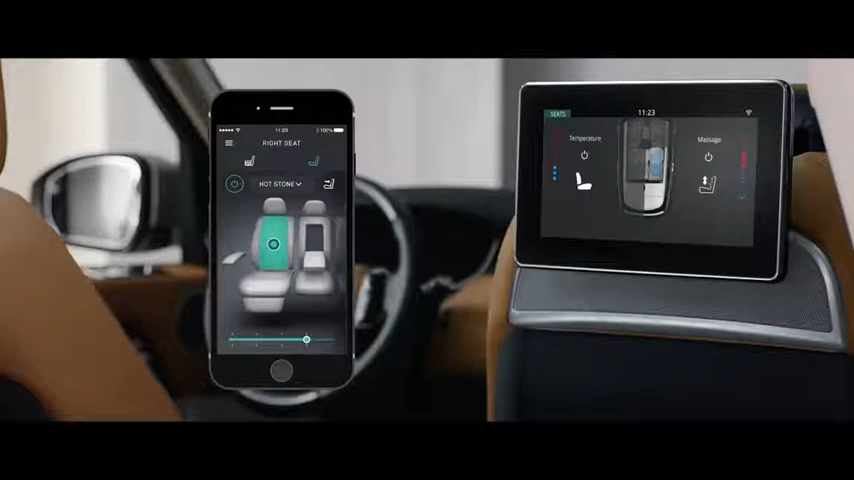 11:23
100%
RIGHT SEAT
HOT STONE
SEATS
11:23
Temperature
Massage